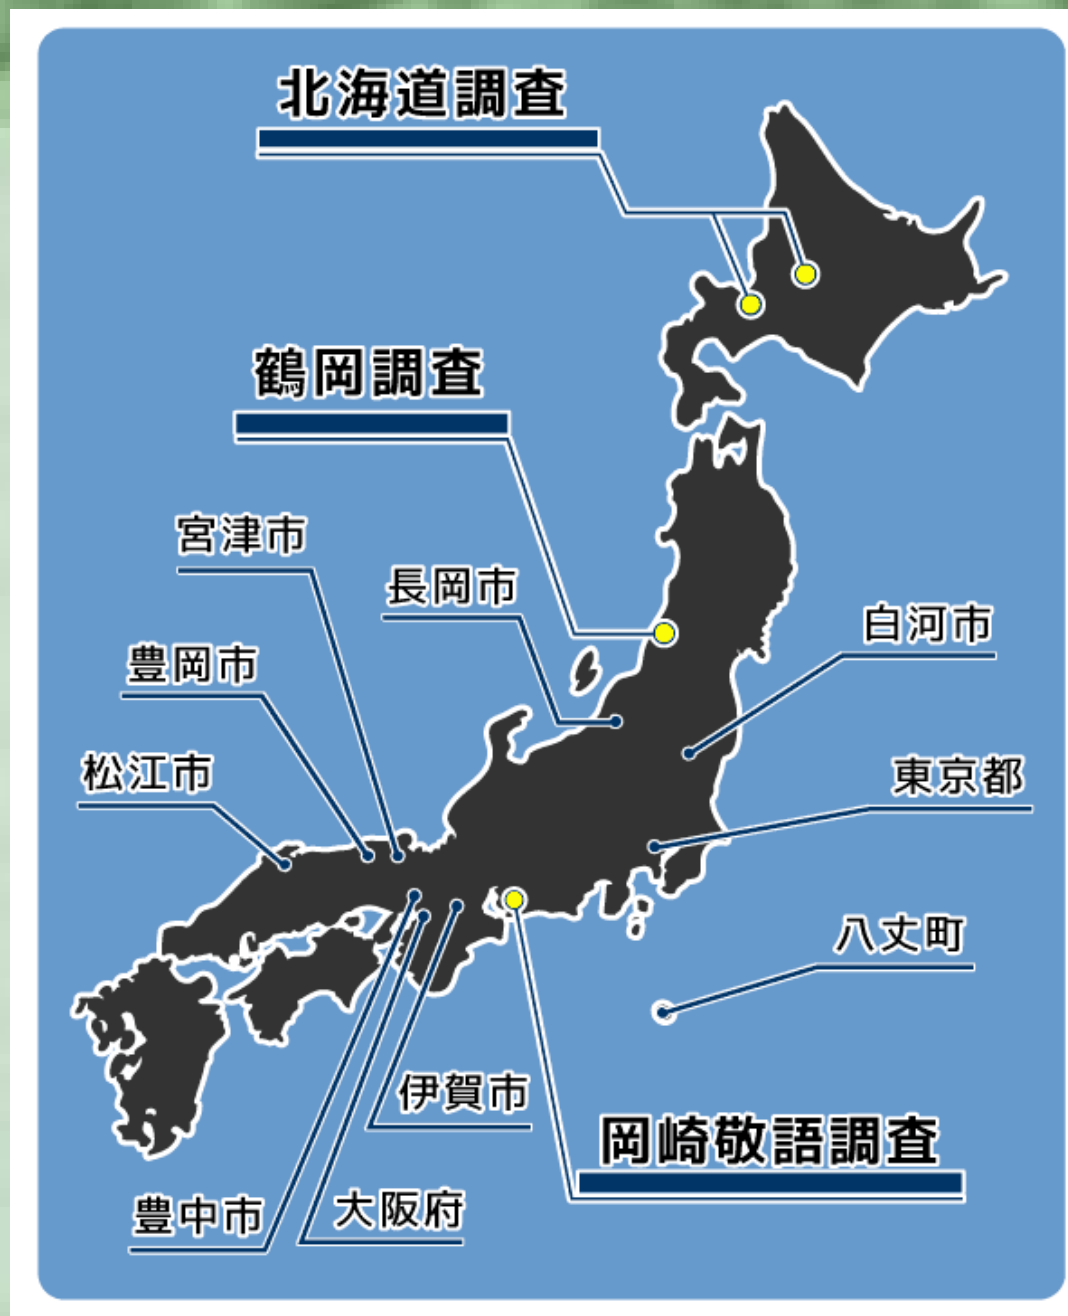 北海道調査
鶴岡調査
宮津市
長岡市
白河市
豊岡市
松江市
東京都
八丈町
伊賀市
岡崎敬語調査
豊中市
大阪府